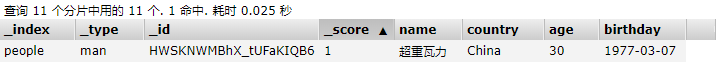 查询 11 个分片中用的 11 个. 1 命中. 耗时 0.025 秒
_index _type _id _score ▲ name country age birthday
people man HWSKNWMBhX_tUFaKIQB6 1 超重瓦力 China 30 1977-03-07